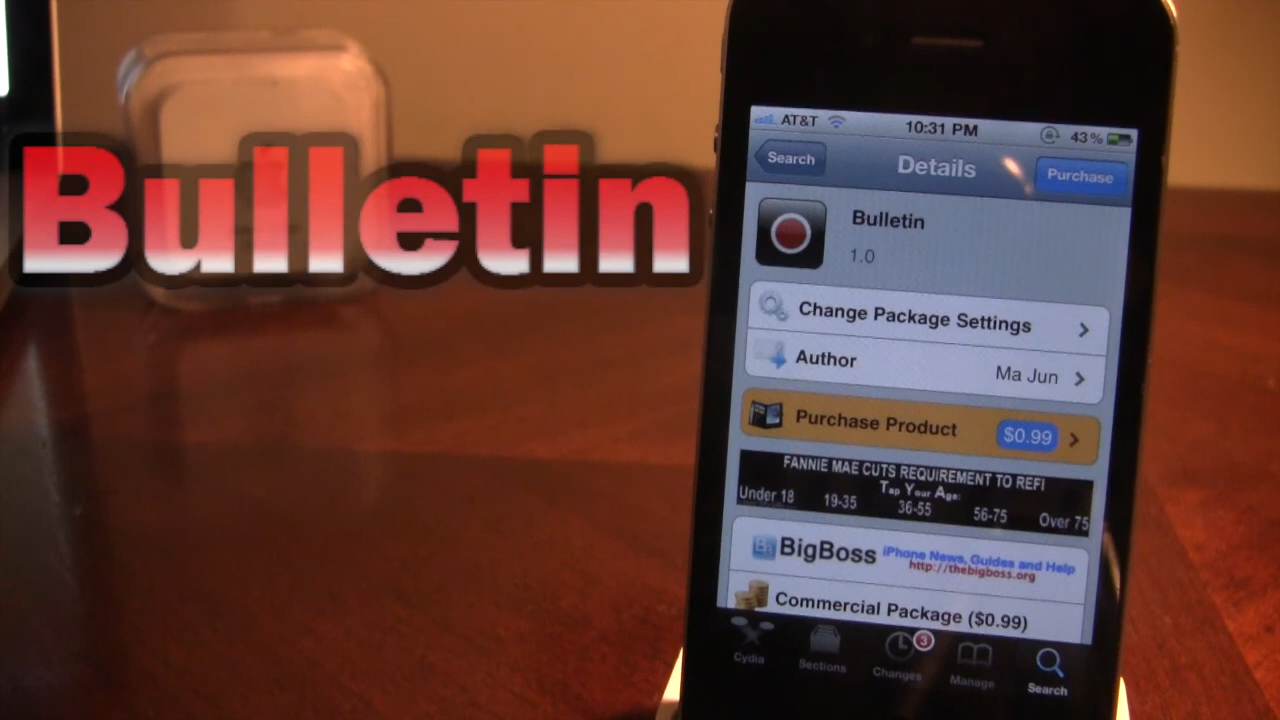 Bulletin
AT&T 10:31 PM 43%
Search Details Purchase
Bulletin
1.0
Change Package Settings
Author Ma Jun
Purchase Product $0.99
FANNIE MAE CUTS REQUIREMENT TO REFI
Tap Your Age:
Under 18 19-35 36-55 56-75 Over 75
BigBoss iPhone News, Guides and Help
http://thebigboss.org
Commercial Package ($0.99)
3
Cydia Sections Changes Manage Search